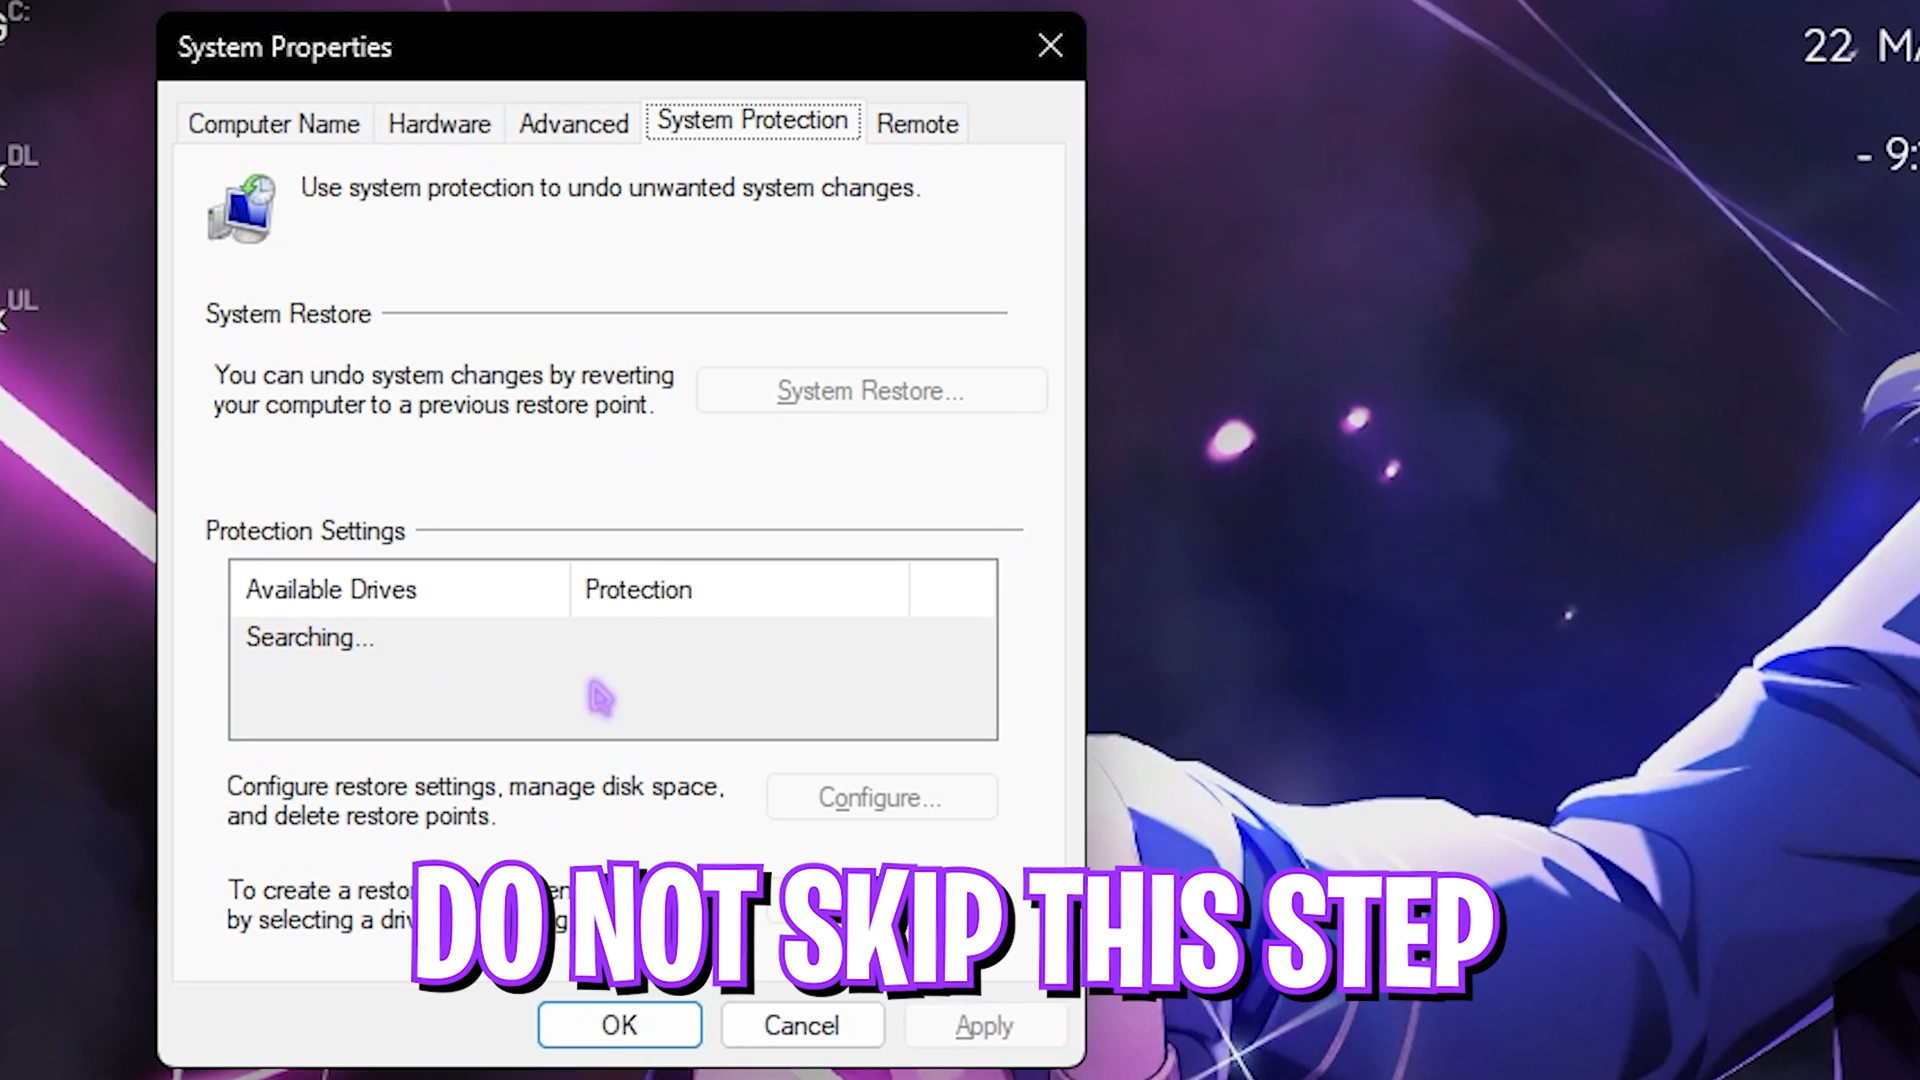 C:
DL
UL
22 MA
- 9:
System Properties
Computer Name Hardware Advanced System Protection Remote
Use system protection to undo unwanted system changes.
System Restore
You can undo system changes by reverting
your computer to a previous restore point.
System Restore...
Protection Settings
Available Drives Protection
Searching...
Configure restore settings, manage disk space,
and delete restore points.
Configure...
To create a resto
by selecting a driv
DO NOT SKIP THIS STEP
OK Cancel Apply